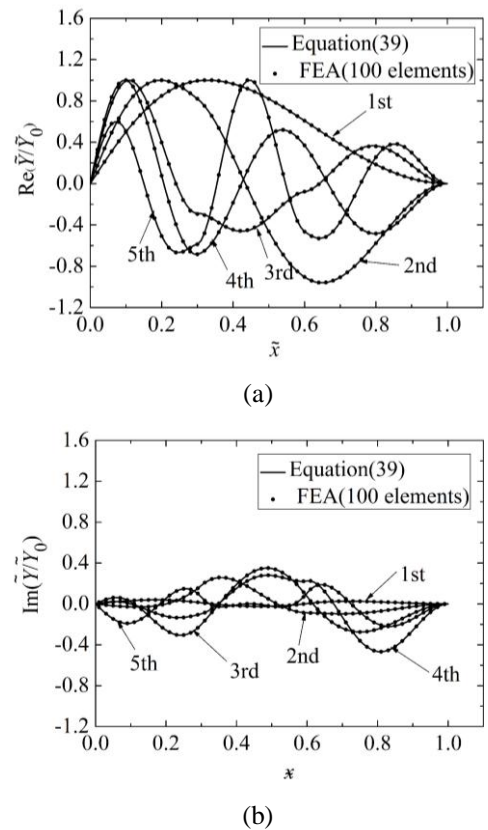 Re(Ỹ/Ỹ0)
1.6
1.2
0.8
0.4
0.0
-0.4
-0.8
-1.2
Equation(39)
FEA(100 elements)
1st
5th
4th
3rd
2nd
0.0 0.2 0.4 0.6 0.8 1.0
x̃
(a)
Im(Ỹ/Ỹ0)
1.6
1.2
0.8
0.4
0.0
-0.4
-0.8
-1.2
Equation(39)
FEA(100 elements)
1st
5th
3rd
2nd
4th
0.0 0.2 0.4 0.6 0.8 1.0
(b)